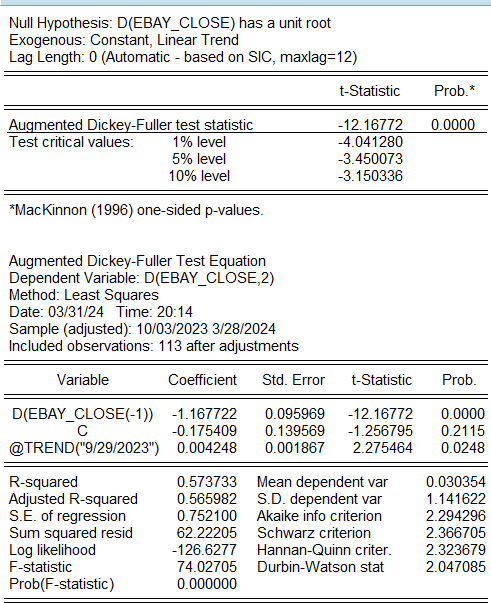 Null Hypothesis: D(EBAY_CLOSE) has a unit root
Exogenous: Constant, Linear Trend
Lag Length: 0 (Automatic - based on SIC, maxlag=12)
t-Statistic Prob.*
Augmented Dickey-Fuller test statistic -12.16772 0.0000
Test critical values: 1% level -4.041280
5% level -3.450073
10% level -3.150336
*MacKinnon (1996) one-sided p-values.
Augmented Dickey-Fuller Test Equation
Dependent Variable: D(EBAY_CLOSE,2)
Method: Least Squares
Date: 03/31/24 Time: 20:14
Sample (adjusted): 10/03/2023 3/28/2024
Included observations: 113 after adjustments
Variable Coefficient Std. Error t-Statistic Prob.
D(EBAY_CLOSE(-1)) -1.167722 0.095969 -12.16772 0.0000
C -0.175409 0.139569 -1.256795 0.2115
@TREND("9/29/2023") 0.004248 0.001867 2.275464 0.0248
R-squared 0.573733 Mean dependent var 0.030354
Adjusted R-squared 0.565982 S.D. dependent var 1.141622
S.E. of regression 0.752100 Akaike info criterion 2.294296
Sum squared resid 62.22205 Schwarz criterion 2.366705
Log likelihood -126.6277 Hannan-Quinn criter. 2.323679
F-statistic 74.02705 Durbin-Watson stat 2.047085
Prob(F-statistic) 0.000000